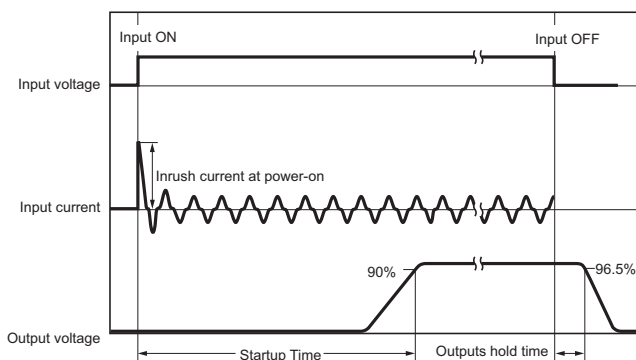 Input ON
Input OFF
Input voltage
Inrush current at power-on
Input current
90%
96.5%
Output voltage
Startup Time
Outputs hold time